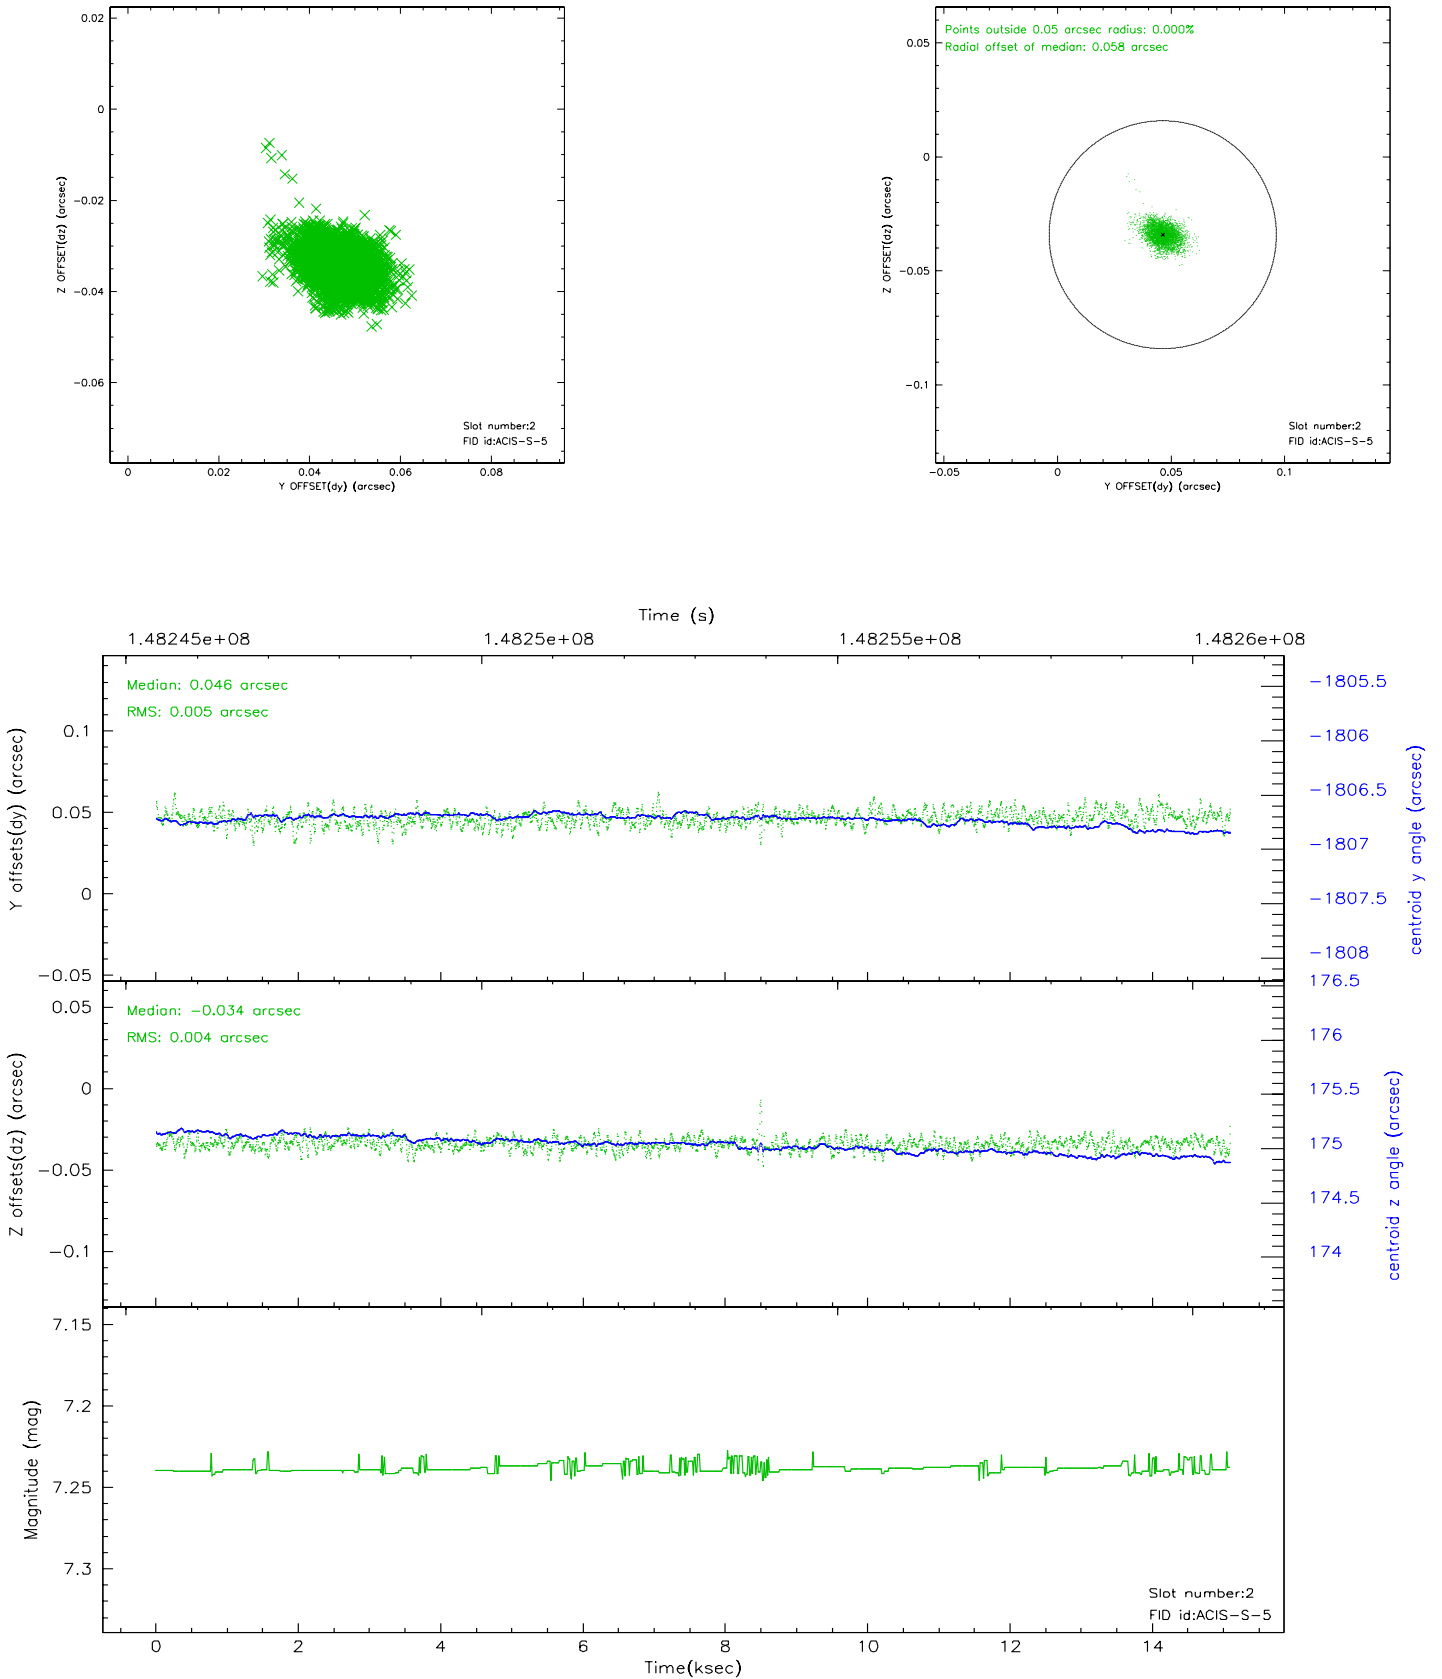 0.02
0
−0.02
−0.04
−0.06
Z OFFSET(dz) (arcsec)
Slot number:2
FID id:ACIS−S−5
0 0.02 0.04 0.06 0.08
Y OFFSET(dy) (arcsec)
Points outside 0.05 arcsec radius: 0.000%
Radial offset of median: 0.058 arcsec
0.05
0
−0.05
−0.1
Z OFFSET(dz) (arcsec)
Slot number:2
FID id:ACIS−S−5
−0.05 0 0.05 0.1
Y OFFSET(dy) (arcsec)
Time (s)
1.48245e+08 1.4825e+08 1.48255e+08 1.4826e+08
Median: 0.046 arcsec
RMS: 0.005 arcsec
0.1
0.05
0
−0.05
Y offsets(dy) (arcsec)
−1805.5
−1806
−1806.5
−1807
−1807.5
−1808
centroid y angle (arcsec)
Median: −0.034 arcsec
RMS: 0.004 arcsec
0.05
0
−0.05
−0.1
Z offsets(dz) (arcsec)
176.5
176
175.5
175
174.5
174
centroid z angle (arcsec)
7.15
7.2
7.25
7.3
Magnitude (mag)
Slot number:2
FID id:ACIS−S−5
0 2 4 6 8 10 12 14
Time(ksec)